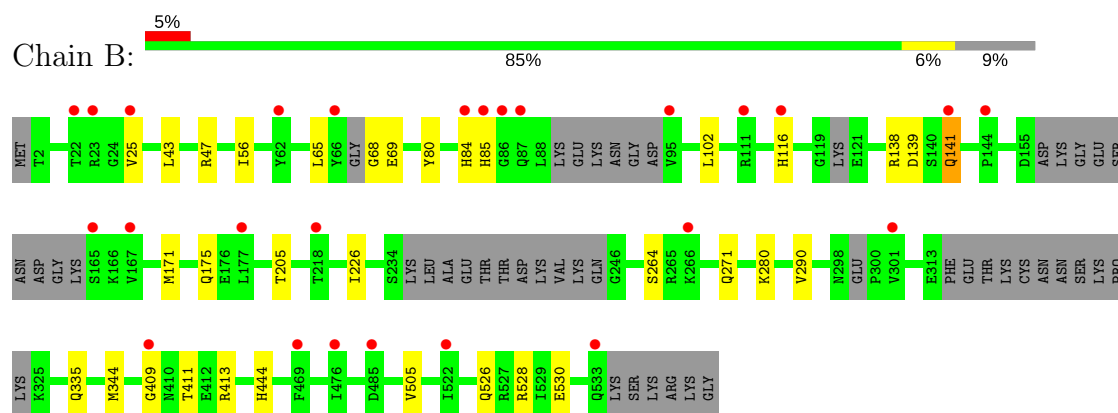 5%
Chain B:
85% 6% 9%
MET T2 T22 R23 G24 V25 L43 R47 I56 Y62 L65 Y66 GLY G68 E69 Y80 H84 H85 G86 Q87 L88 LYS GLU LYS ASN GLY ASP V95 L102 R111 H116 G119 LYS E121 R138 D139 S140 Q141 P144 D155 ASP LYS GLY GLU SER
ASN ASP GLY LYS S165 K166 V167 M171 Q175 E176 L177 T205 T218 I226 S234 LYS LEU ALA GLU THR THR ASP LYS VAL LYS GLN G246 S264 R265 K266 Q271 K280 V290 N298 GLU P300 V301 E313 PHE GLU THR LYS CYS ASN ASN SER LYS PRO
LYS K325 Q335 M344 G409 N410 T411 E412 R413 H444 F469 I476 D485 V505 I522 Q526 R527 R528 I529 E530 Q533 LYS SER LYS ARG LYS GLY